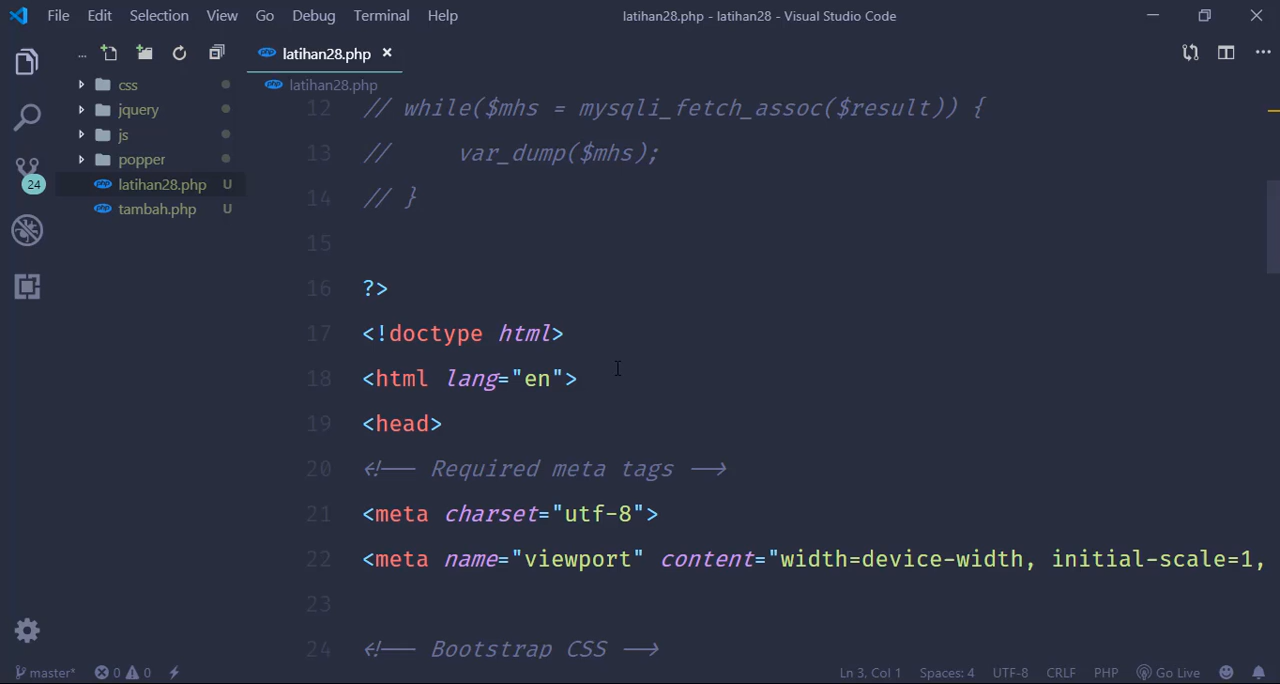 File Edit Selection View Go Debug Terminal Help
latihan28.php - latihan28 - Visual Studio Code
...
latihan28.php
css
jquery
js
popper
latihan28.php U
tambah.php U
24
latihan28.php
12 // while($mhs = mysqli_fetch_assoc($result)) {
13 // var_dump($mhs);
14 // }
15
16 ?>
17 <!doctype html>
18 <html lang="en">
19 <head>
20 <!-- Required meta tags -->
21 <meta charset="utf-8">
22 <meta name="viewport" content="width=device-width, initial-scale=1,
23
24 <!-- Bootstrap CSS -->
master* 0 0 Ln 3, Col 1 Spaces: 4 UTF-8 CRLF PHP Go Live